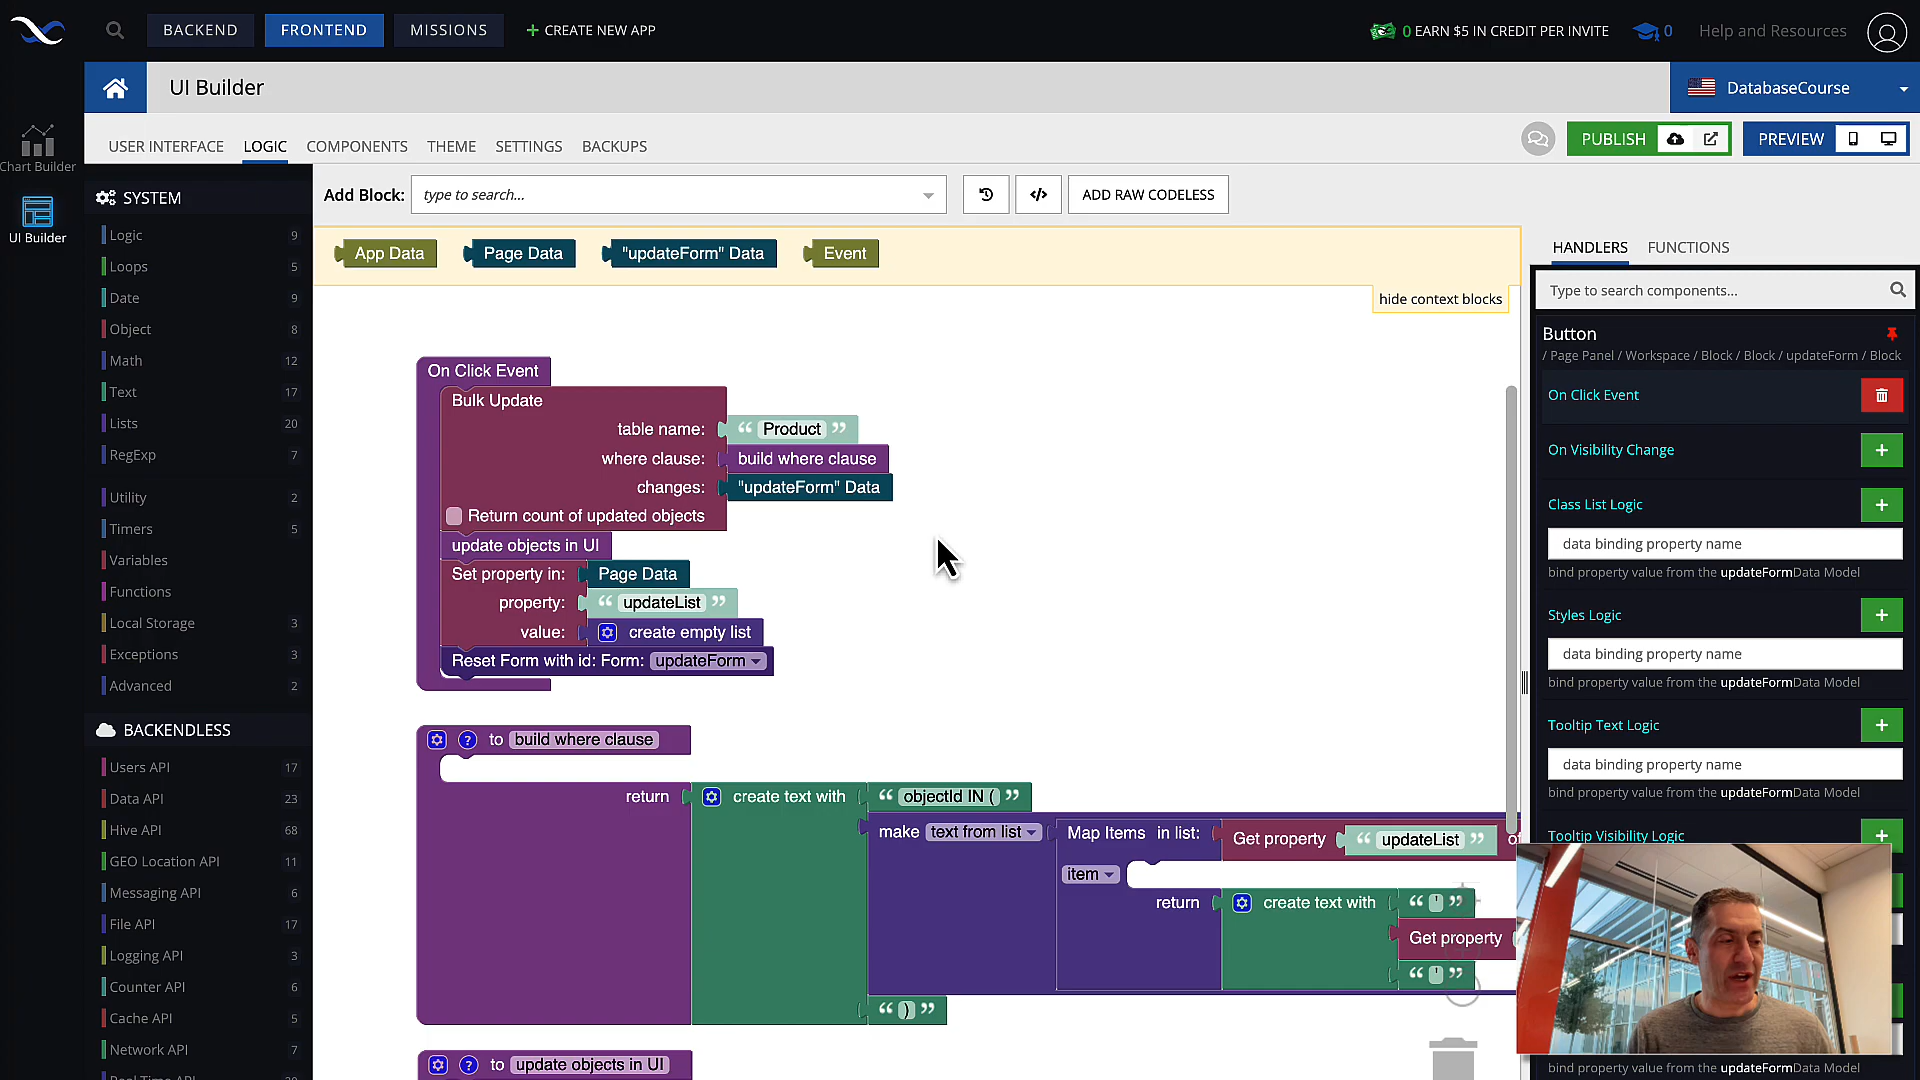 BACKEND
FRONTEND
MISSIONS
+ CREATE NEW APP
0 EARN $5 IN CREDIT PER INVITE
0
Help and Resources
UI Builder
DatabaseCourse
Chart Builder
UI Builder
USER INTERFACE
LOGIC
COMPONENTS
THEME
SETTINGS
BACKUPS
PUBLISH
PREVIEW
SYSTEM
Logic 9
Loops 5
Date 9
Object 8
Math 12
Text 17
Lists 20
RegExp 7
Utility 2
Timers 5
Variables
Functions
Local Storage 3
Exceptions 3
Advanced 2
BACKENDLESS
Users API 17
Data API 23
Hive API 68
GEO Location API 11
Messaging API 6
File API 17
Logging API 3
Counter API 6
Cache API 5
Network API 7
Add Block:
type to search...
</>
ADD RAW CODELESS
App Data
Page Data
"updateForm" Data
Event
hide context blocks
On Click Event
Bulk Update
table name: “ Product ”
where clause: build where clause
changes: "updateForm" Data
Return count of updated objects
update objects in UI
Set property in: Page Data
property: “ updateList ”
value: create empty list
Reset Form with id: Form: updateForm
? to build where clause
return create text with “ objectId IN ( ”
make text from list Map Items in list: Get property “ updateList ” of
item
return create text with “ ' ”
Get property
“ ' ”
“ ) ”
? to update objects in UI
HANDLERS
FUNCTIONS
Type to search components...
Button
/ Page Panel / Workspace / Block / Block / updateForm / Block
On Click Event
On Visibility Change
Class List Logic
data binding property name
bind property value from the updateFormData Model
Styles Logic
data binding property name
bind property value from the updateFormData Model
Tooltip Text Logic
data binding property name
bind property value from the updateFormData Model
Tooltip Visibility Logic
bind property value from the updateFormData Model